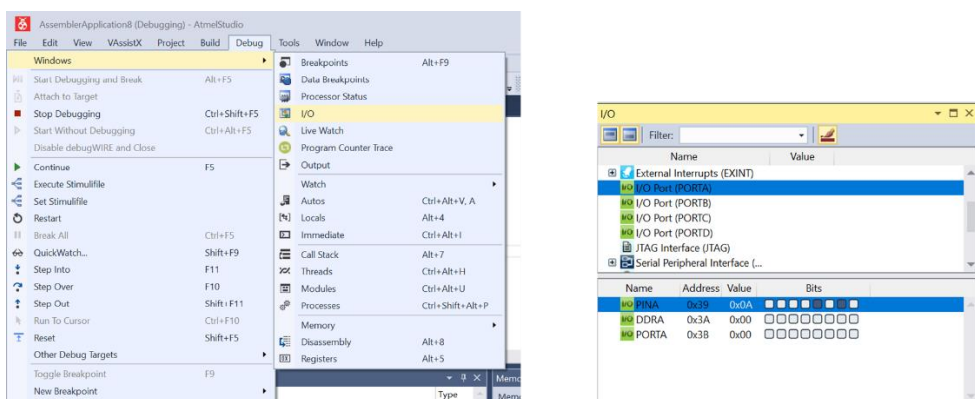 AssemblerApplication8 (Debugging) - AtmelStudio
File Edit View VAssistX Project Build Debug Tools Window Help
Windows
Start Debugging and Break Alt+F5
Attach to Target
Stop Debugging Ctrl+Shift+F5
Start Without Debugging Ctrl+Alt+F5
Disable debugWIRE and Close
Continue F5
Execute Stimulifile
Set Stimulifile
Restart
Break All Ctrl+F5
QuickWatch... Shift+F9
Step Into F11
Step Over F10
Step Out Shift+F11
Run To Cursor Ctrl+F10
Reset Shift+F5
Other Debug Targets
Toggle Breakpoint F9
New Breakpoint
Breakpoints Alt+F9
Data Breakpoints
Processor Status
I/O
Live Watch
Program Counter Trace
Output
Watch
Autos Ctrl+Alt+V, A
Locals Alt+4
Immediate Ctrl+Alt+I
Call Stack Alt+7
Threads Ctrl+Alt+H
Modules Ctrl+Alt+U
Processes Ctrl+Shift+Alt+P
Memory
Disassembly Alt+8
Registers Alt+5
Type
I/O
Filter:
Name Value
External Interrupts (EXINT)
I/O Port (PORTA)
I/O Port (PORTB)
I/O Port (PORTC)
I/O Port (PORTD)
JTAG Interface (JTAG)
Serial Peripheral Interface (...
Name Address Value Bits
PINA 0x39 0x0A
DDRA 0x3A 0x00
PORTA 0x3B 0x00